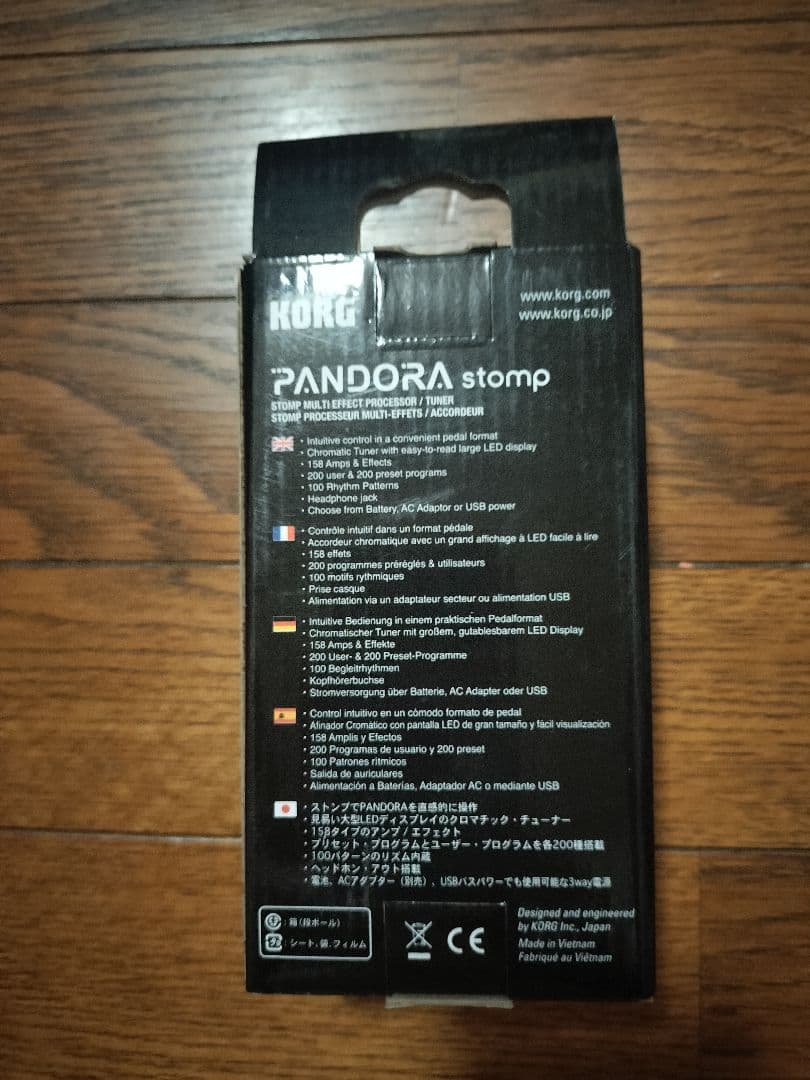 KORG
www.korg.com
www.korg.co.jp
PANDORA stomp
STOMP MULTI EFFECT PROCESSOR / TUNER
STOMP PROCESSEUR MULTI-EFFETS / ACCORDEUR
・Intuitive control in a convenient pedal format
・Chromatic Tuner with easy-to-read large LED display
・158 Amps & Effects
・200 user & 200 preset programs
・100 Rhythm Patterns
・Headphone jack
・Choose from Battery, AC Adaptor or USB power
・Contrôle intuitif dans un format pédale
・Accordeur chromatique avec un grand affichage à LED facile à lire
・158 effets
・200 programmes préréglés & utilisateurs
・100 motifs rythmiques
・Prise casque
・Alimentation via un adaptateur secteur ou alimentation USB
・Intuitive Bedienung in einem praktischen Pedalformat
・Chromatischer Tuner mit großem, gutablesbarem LED Display
・158 Amps & Effekte
・200 User- & 200 Preset-Programme
・100 Begleitrhythmen
・Kopfhörerbuchse
・Stromversorgung über Batterie, AC Adapter oder USB
・Control intuitivo en un cómodo formato de pedal
・Afinador Cromático con pantalla LED de gran tamaño y fácil visualización
・158 Amplis y Efectos
・200 Programas de usuario y 200 preset
・100 Patrones rítmicos
・Salida de auriculares
・Alimentación a Baterías, Adaptador AC o mediante USB
・ストンプでPANDORAを直感的に操作
・見易い大型LEDディスプレイのクロマチック・チューナー
・158タイプのアンプ / エフェクト
・プリセット・プログラムとユーザー・プログラムを各200種搭載
・100パターンのリズム内蔵
・ヘッドホン・アウト搭載
・電池、ACアダプター（別売）、USBバスパワーでも使用可能な3way電源
紙：箱（段ボール）
プラ：シート、袋、フィルム
CE
Designed and engineered
by KORG Inc., Japan
Made in Vietnam
Fabriqué au Viêtnam